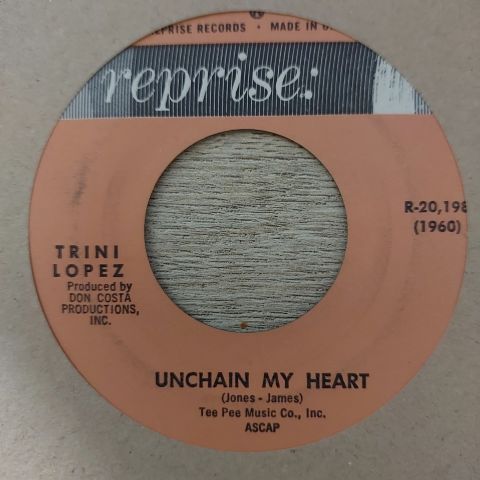 REPRISE RECORDS • MADE IN
reprise:
R-20,198
(1960)
TRINI
LOPEZ
Produced by
DON COSTA
PRODUCTIONS,
INC.
UNCHAIN MY HEART
(Jones - James)
Tee Pee Music Co., Inc.
ASCAP